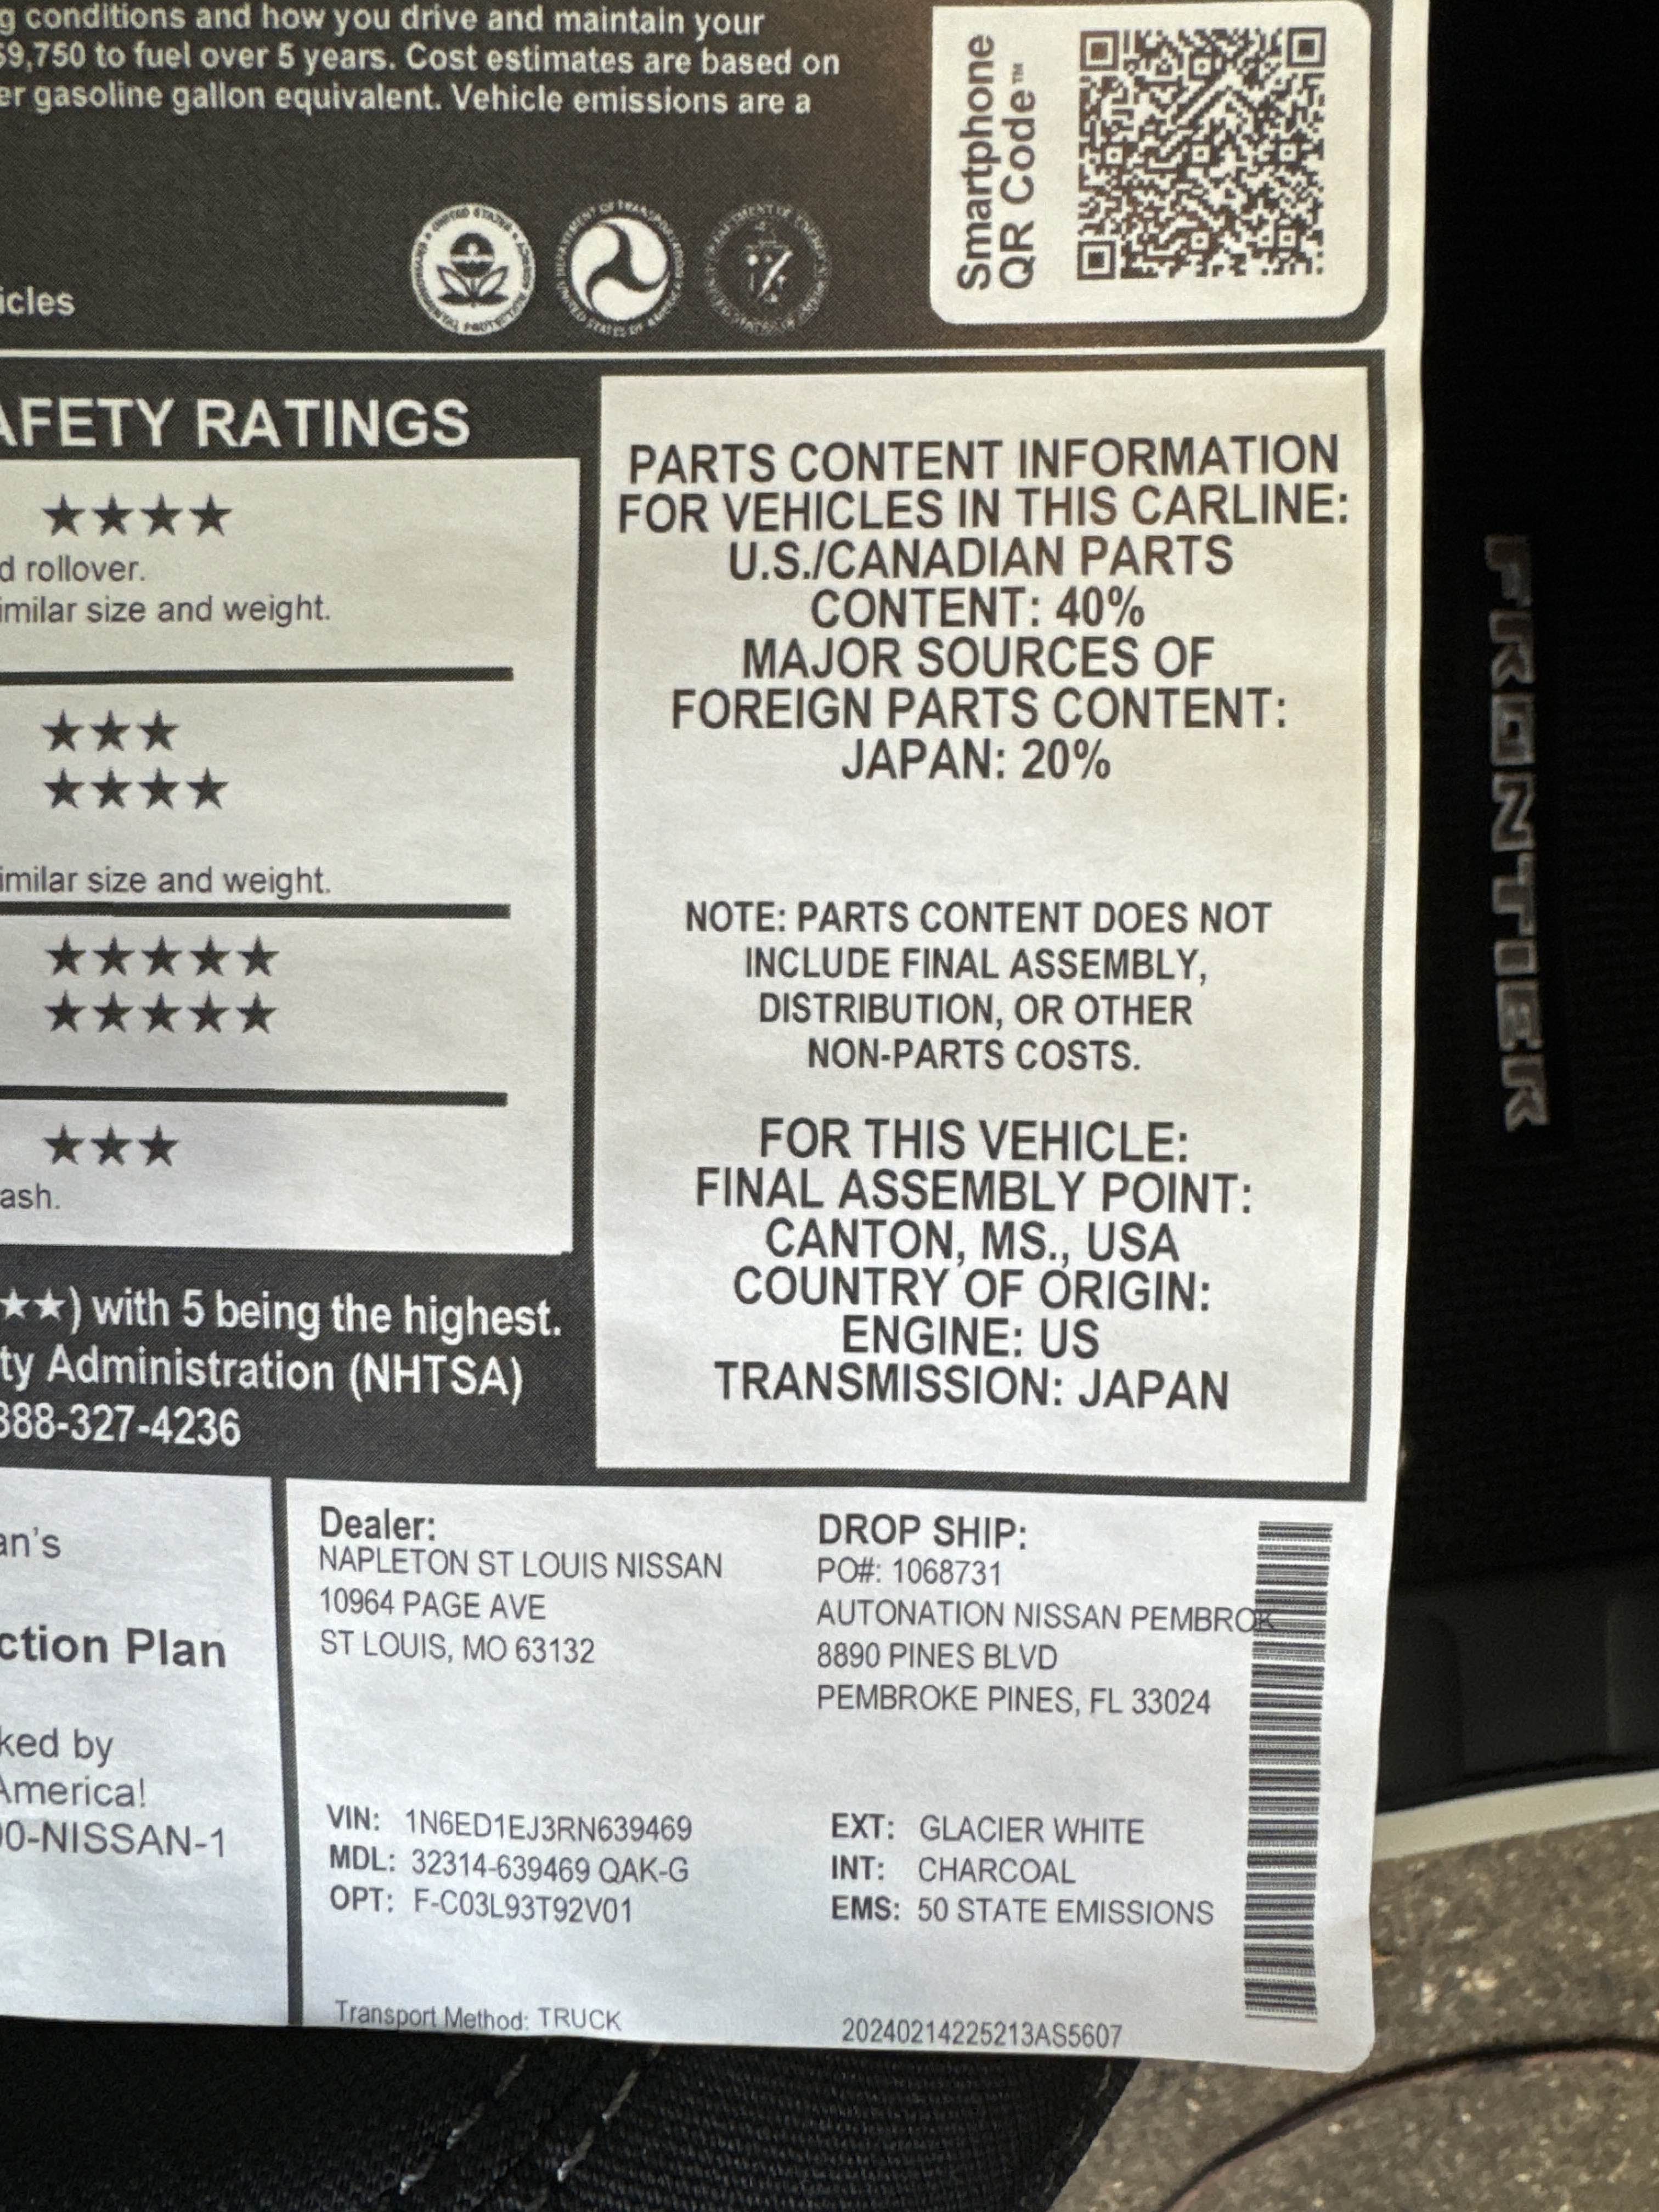 g conditions and how you drive and maintain your
$9,750 to fuel over 5 years. Cost estimates are based on
er gasoline gallon equivalent. Vehicle emissions are a
icles
Smartphone
QR Code™
AFETY RATINGS
★★★★
d rollover.
imilar size and weight.
★★★
★★★★
imilar size and weight.
★★★★★
★★★★★
★★★
ash.
★★) with 5 being the highest.
ty Administration (NHTSA)
888-327-4236
PARTS CONTENT INFORMATION
FOR VEHICLES IN THIS CARLINE:
U.S./CANADIAN PARTS
CONTENT: 40%
MAJOR SOURCES OF
FOREIGN PARTS CONTENT:
JAPAN: 20%
NOTE: PARTS CONTENT DOES NOT
INCLUDE FINAL ASSEMBLY,
DISTRIBUTION, OR OTHER
NON-PARTS COSTS.
FOR THIS VEHICLE:
FINAL ASSEMBLY POINT:
CANTON, MS., USA
COUNTRY OF ORIGIN:
ENGINE: US
TRANSMISSION: JAPAN
FRONTIER
an's
ction Plan
ked by
America!
00-NISSAN-1
Dealer:
NAPLETON ST LOUIS NISSAN
10964 PAGE AVE
ST LOUIS, MO 63132
DROP SHIP:
PO#: 1068731
AUTONATION NISSAN PEMBROK
8890 PINES BLVD
PEMBROKE PINES, FL 33024
VIN: 1N6ED1EJ3RN639469
MDL: 32314-639469 QAK-G
OPT: F-C03L93T92V01
EXT: GLACIER WHITE
INT: CHARCOAL
EMS: 50 STATE EMISSIONS
Transport Method: TRUCK
20240214225213AS5607